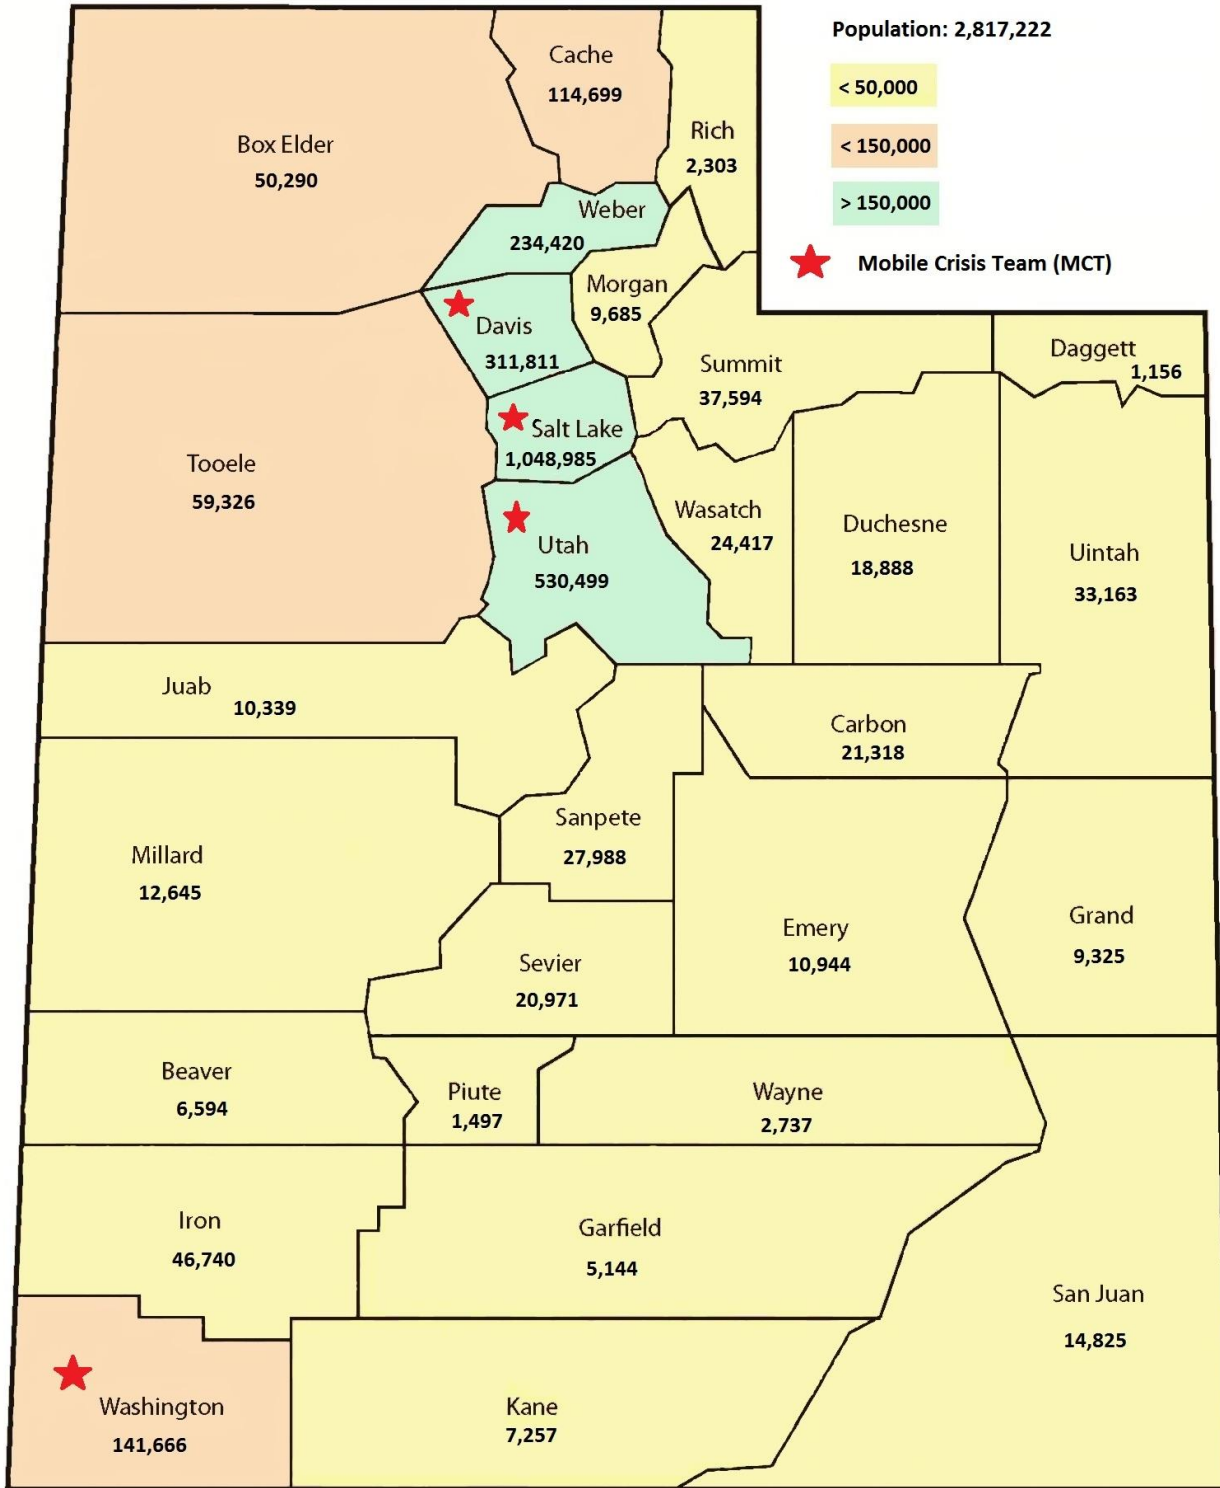 Population: 2,817,222
< 50,000
< 150,000
> 150,000
Mobile Crisis Team (MCT)
Cache
114,699
Rich
2,303
Box Elder
50,290
Weber
234,420
Morgan
9,685
Davis
311,811
Summit
37,594
Daggett
1,156
Salt Lake
1,048,985
Tooele
59,326
Wasatch
24,417
Duchesne
18,888
Uintah
33,163
Utah
530,499
Juab
10,339
Carbon
21,318
Sanpete
27,988
Millard
12,645
Emery
10,944
Grand
9,325
Sevier
20,971
Beaver
6,594
Piute
1,497
Wayne
2,737
Iron
46,740
Garfield
5,144
San Juan
14,825
Washington
141,666
Kane
7,257